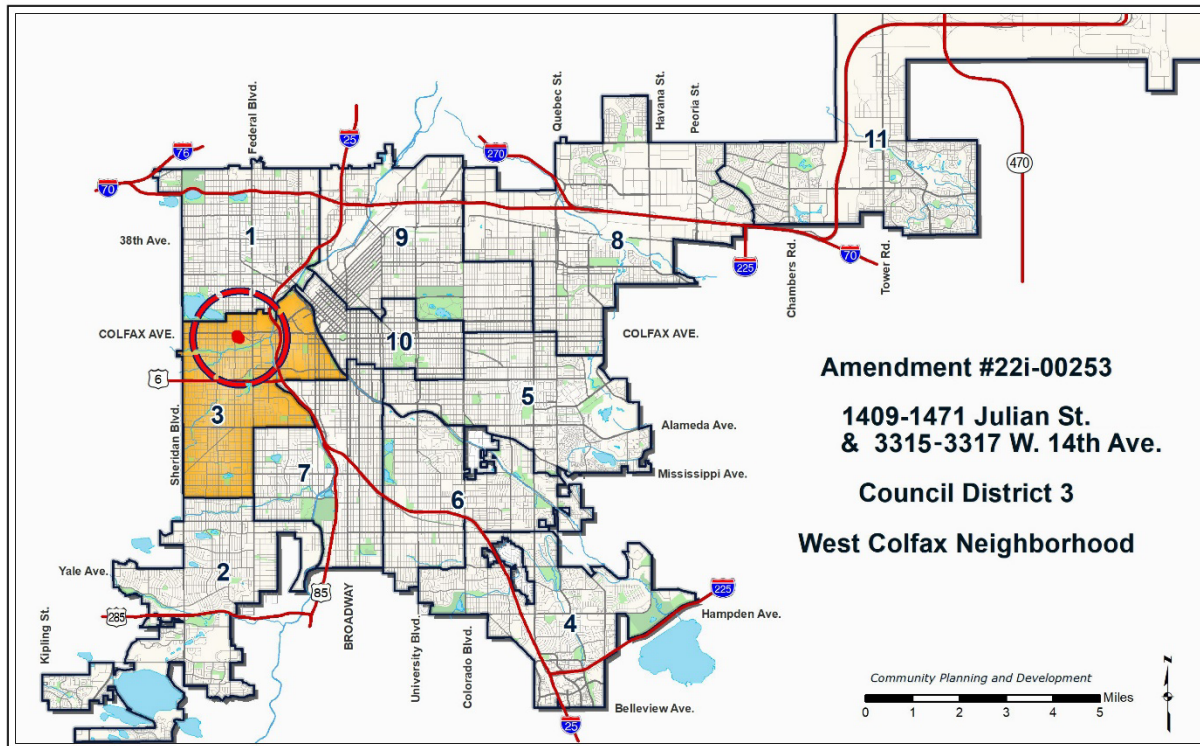 Federal Blvd.
Quebec St.
Havana St.
Peoria St.
25
76
270
70
11
470
1
9
8
38th Ave.
225
Chambers Rd.
70
Tower Rd.
COLFAX AVE.
10
COLFAX AVE.
6
3
5
Sheridan Blvd.
Alameda Ave.
7
Mississippi Ave.
6
2
Yale Ave.
85
BROADWAY
285
Kipling St.
University Blvd.
Colorado Blvd.
4
225
Hampden Ave.
Belleview Ave.
25
Amendment #22i-00253
1409-1471 Julian St.
& 3315-3317 W. 14th Ave.
Council District 3
West Colfax Neighborhood
Community Planning and Development
Miles
0 1 2 3 4 5
N